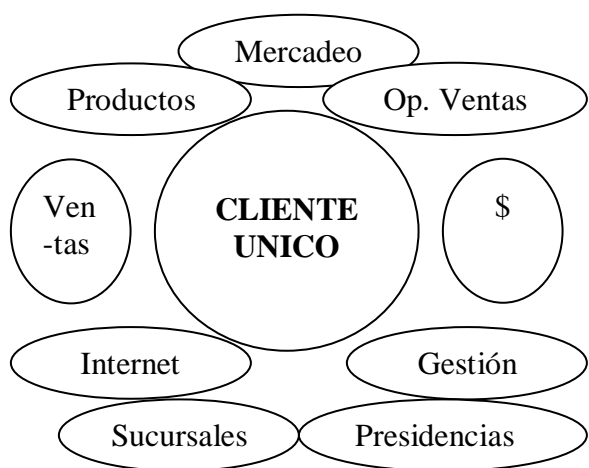 Mercadeo
Productos
Op. Ventas
Ven
-tas
CLIENTE
UNICO
$
Internet
Gestión
Sucursales
Presidencias